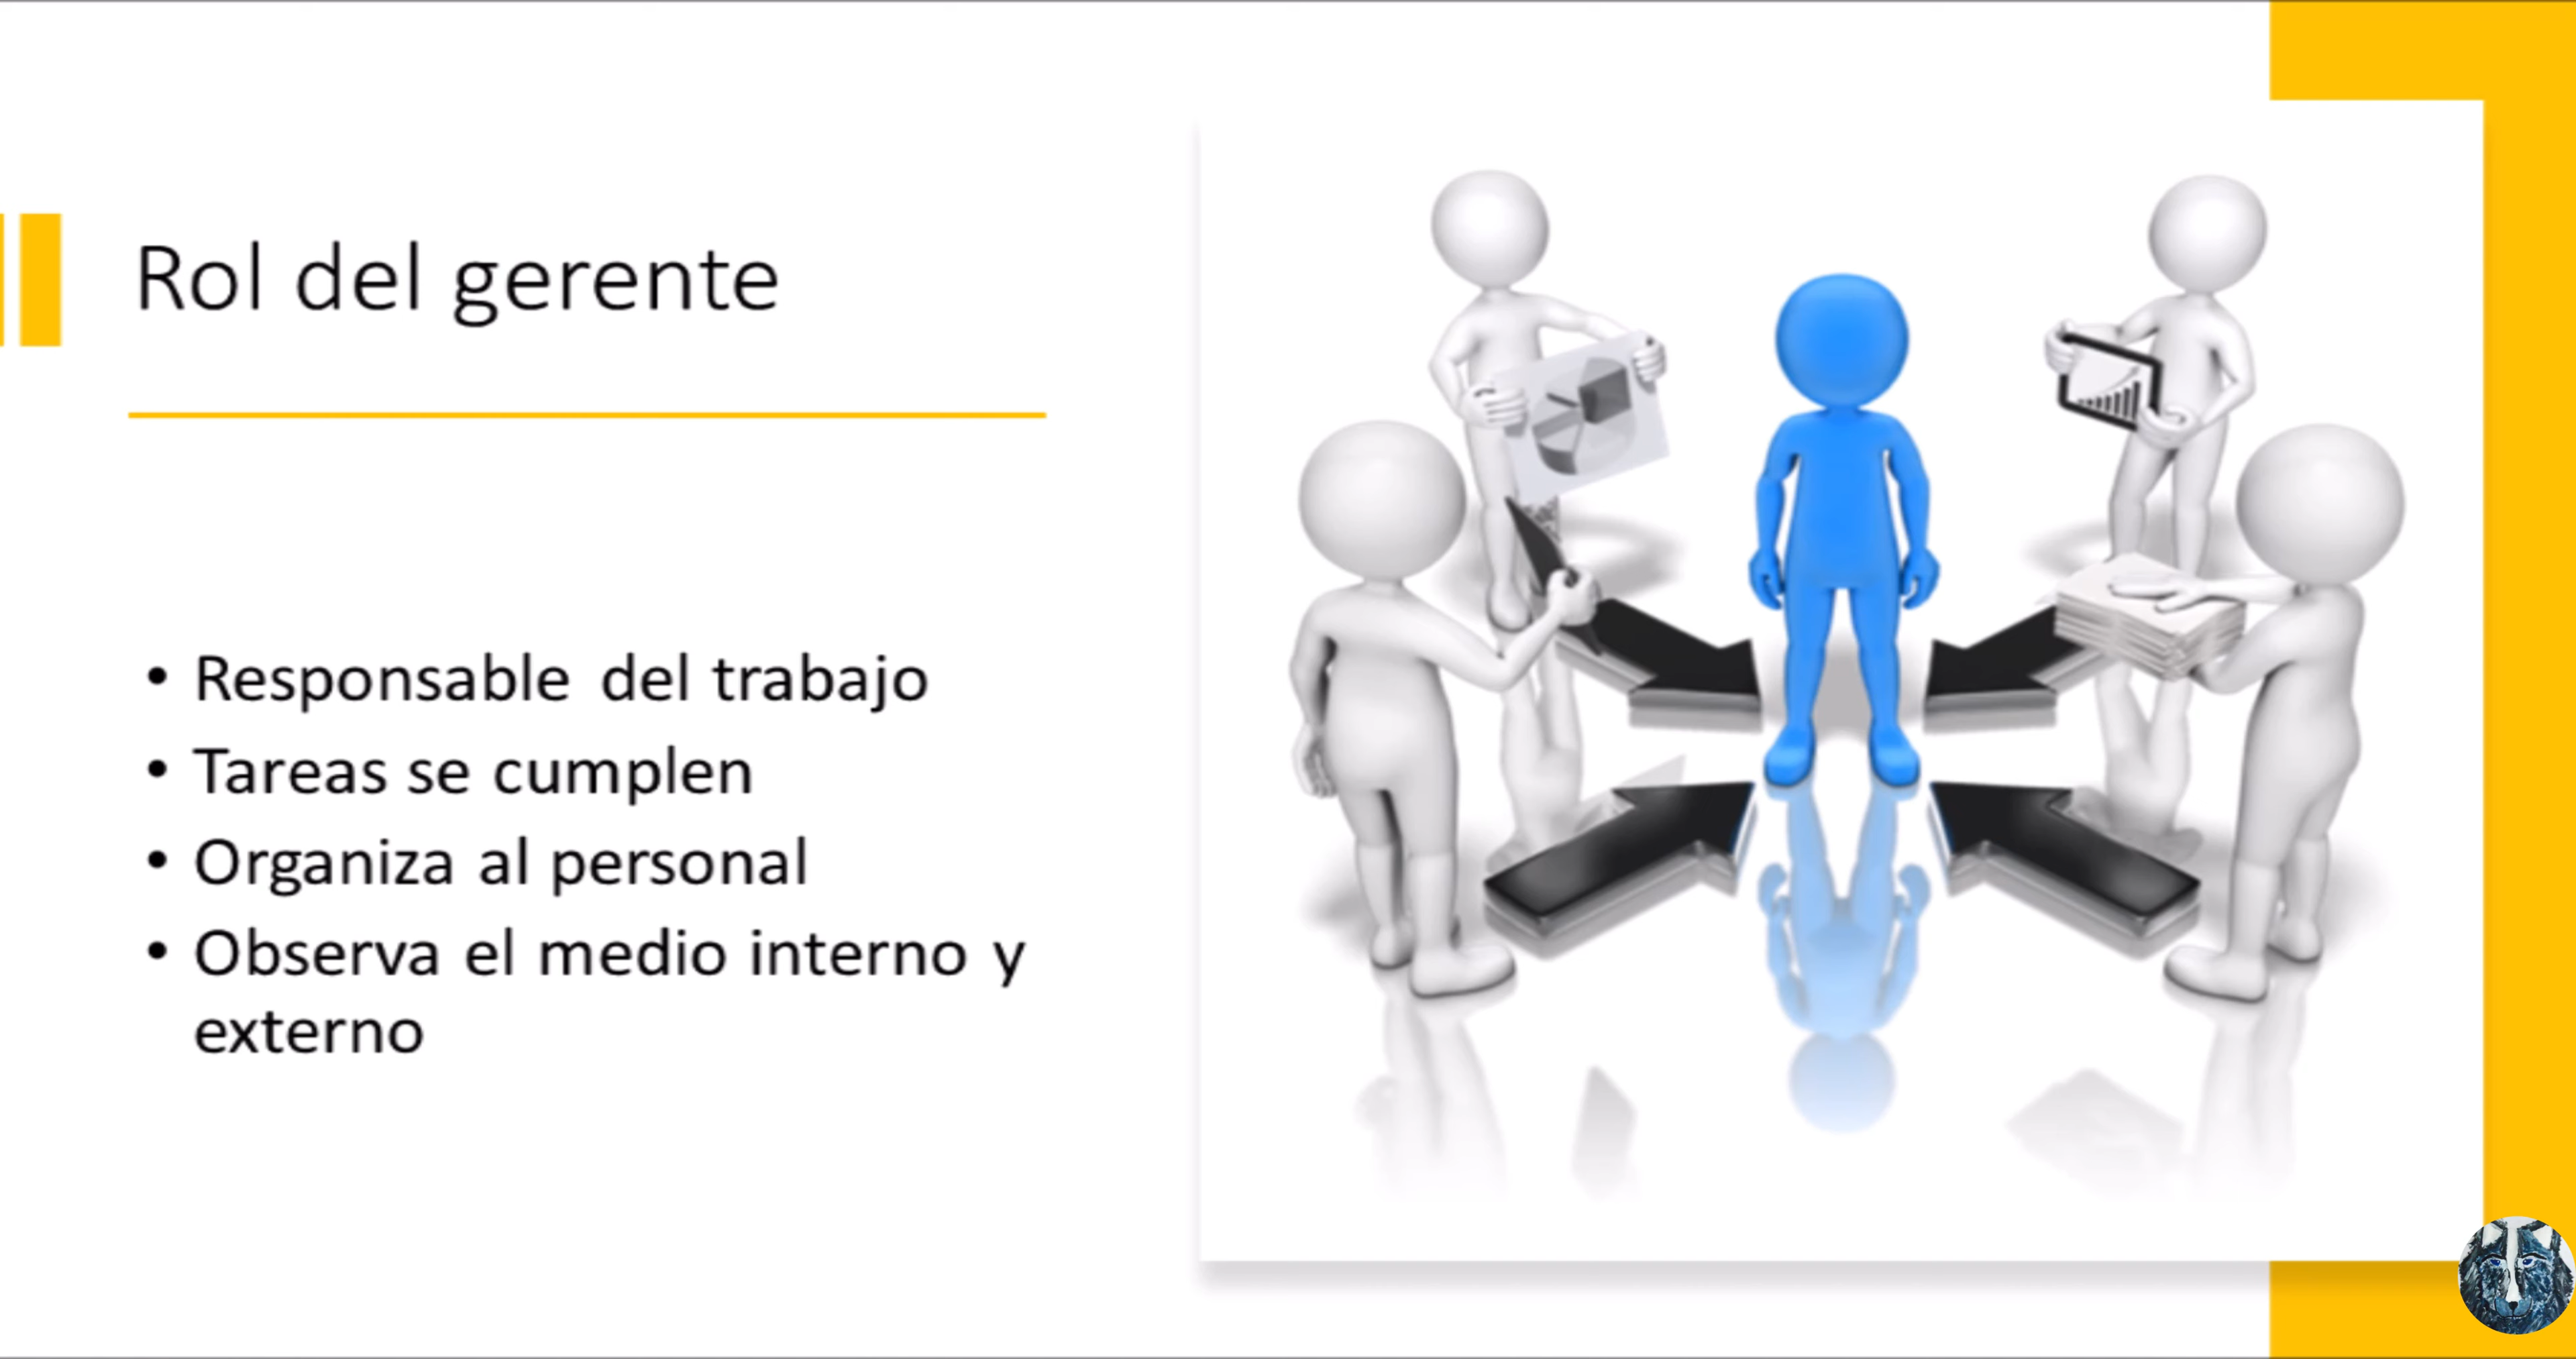 Rol del gerente
• Responsable del trabajo
• Tareas se cumplen
• Organiza al personal
• Observa el medio interno y
externo